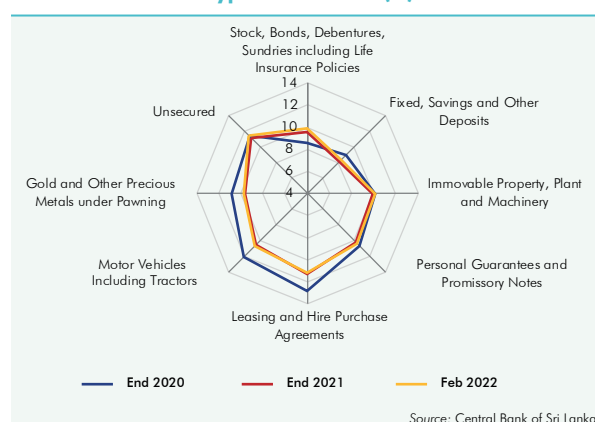 Stock, Bonds, Debentures,
Sundries including Life
Insurance Policies
14
12
10
8
6
4
Fixed, Savings and Other
Deposits
Immovable Property, Plant
and Machinery
Personal Guarantees and
Promissory Notes
Leasing and Hire Purchase
Agreements
Motor Vehicles
Including Tractors
Gold and Other Precious
Metals under Pawning
Unsecured
End 2020
End 2021
Feb 2022
Source: Central Bank of Sri Lanka